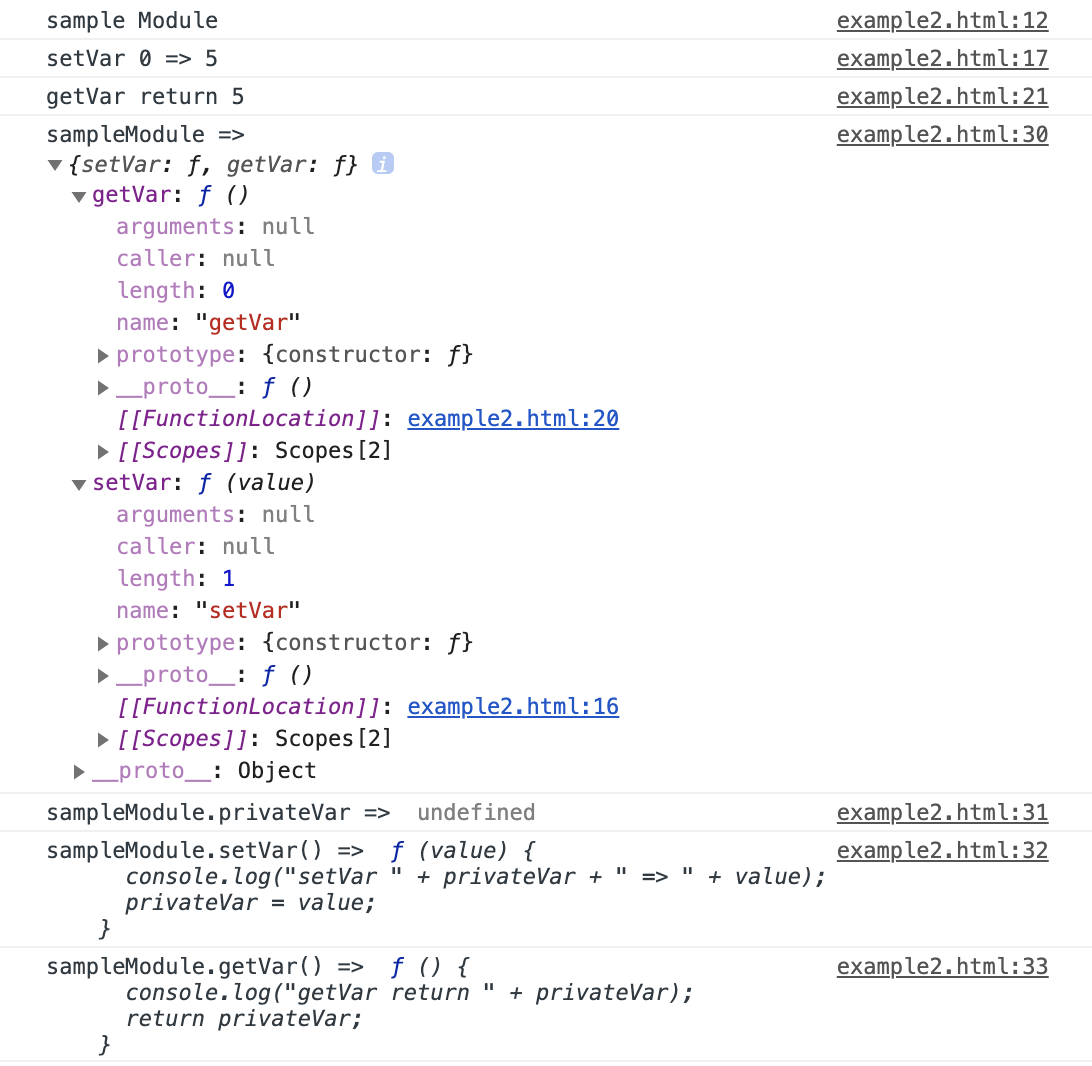 sample Module example2.html:12
setVar 0 => 5 example2.html:17
getVar return 5 example2.html:21
sampleModule => example2.html:30
▼{setVar: ƒ, getVar: ƒ} i
▼getVar: ƒ ()
arguments: null
caller: null
length: 0
name: "getVar"
▶prototype: {constructor: ƒ}
▶__proto__: ƒ ()
[[FunctionLocation]]: example2.html:20
▶[[Scopes]]: Scopes[2]
▼setVar: ƒ (value)
arguments: null
caller: null
length: 1
name: "setVar"
▶prototype: {constructor: ƒ}
▶__proto__: ƒ ()
[[FunctionLocation]]: example2.html:16
▶[[Scopes]]: Scopes[2]
▶__proto__: Object
sampleModule.privateVar => undefined example2.html:31
sampleModule.setVar() => ƒ (value) { example2.html:32
console.log("setVar " + privateVar + " => " + value);
privateVar = value;
}
sampleModule.getVar() => ƒ () { example2.html:33
console.log("getVar return " + privateVar);
return privateVar;
}